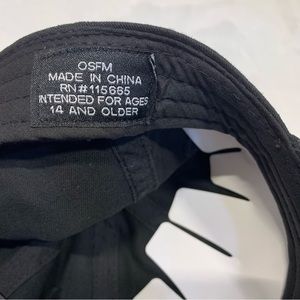 OSFM
MADE IN CHINA
RN#115665
INTENDED FOR AGES
14 AND OLDER